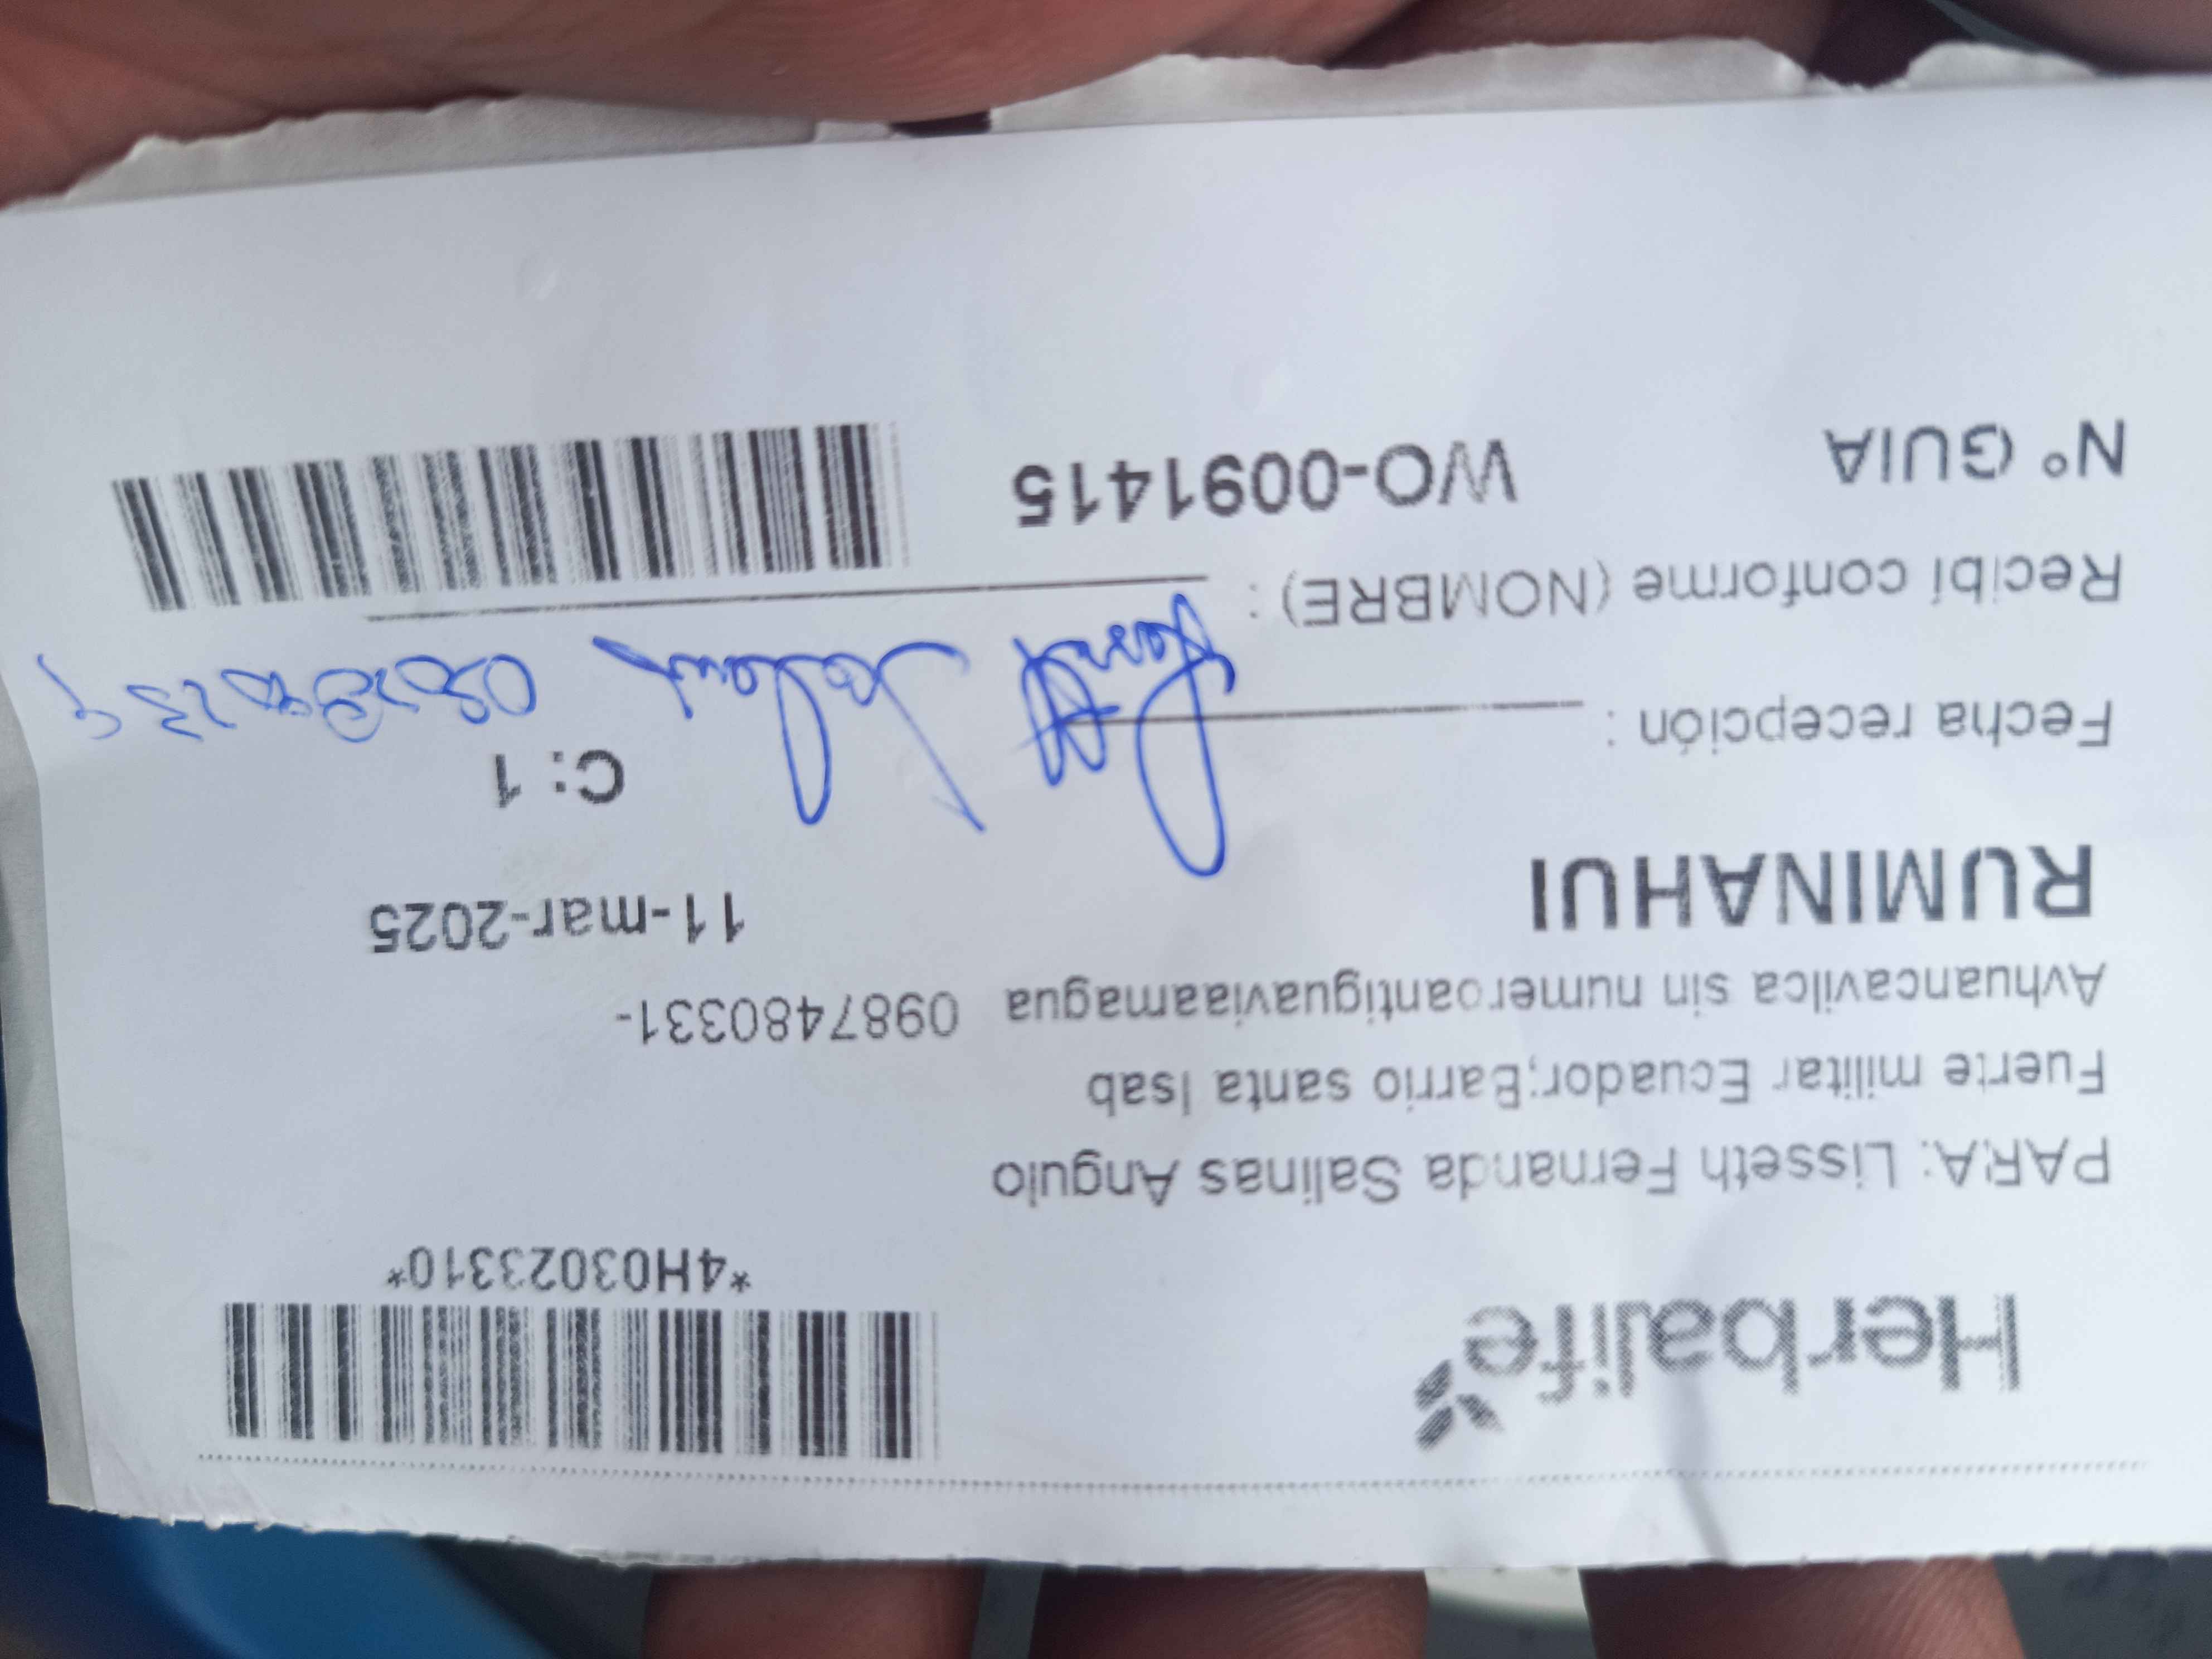 Herbalife
*4H03023310*
PARA: Lisseth Fernanda Salinas Angulo
Fuerte militar Ecuador;Barrio santa Isab
Avhuancavilca sin numeroantiguaviaamagua 0987480331-
RUMINAHUI 11-mar-2025
C: 1
Fecha recepción :
Recibí conforme (NOMBRE) :
N° GUIA WO-0091415